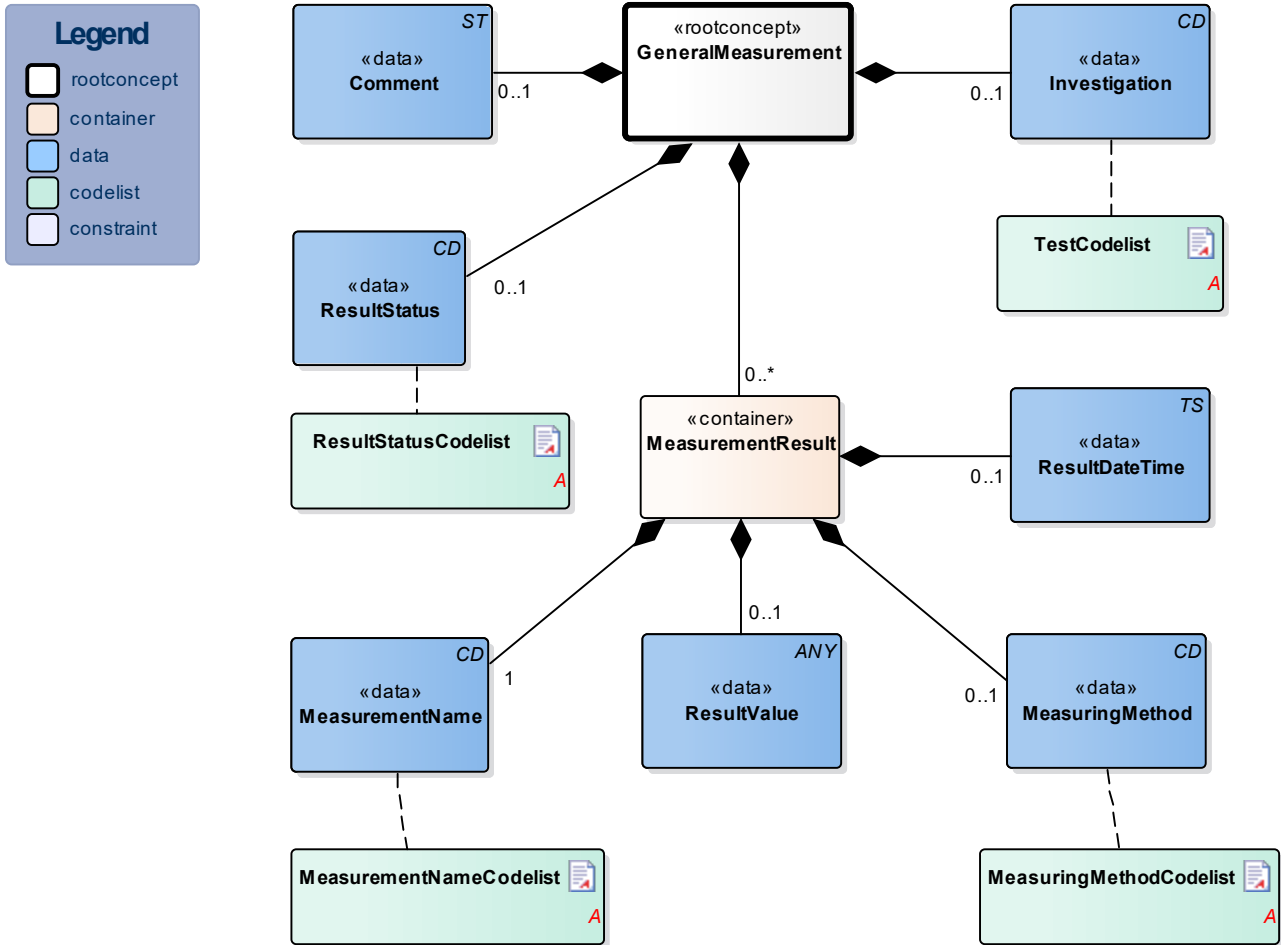 Legend
rootconcept
container
data
codelist
constraint
ST
«data»
Comment
0..1
«rootconcept»
GeneralMeasurement
CD
«data»
Investigation
0..1
TestCodelist
A
CD
«data»
ResultStatus
0..1
ResultStatusCodelist
A
0..*
«container»
MeasurementResult
TS
«data»
ResultDateTime
0..1
CD
«data»
MeasurementName
1
MeasurementNameCodelist
A
0..1
ANY
«data»
ResultValue
CD
«data»
MeasuringMethod
0..1
MeasuringMethodCodelist
A